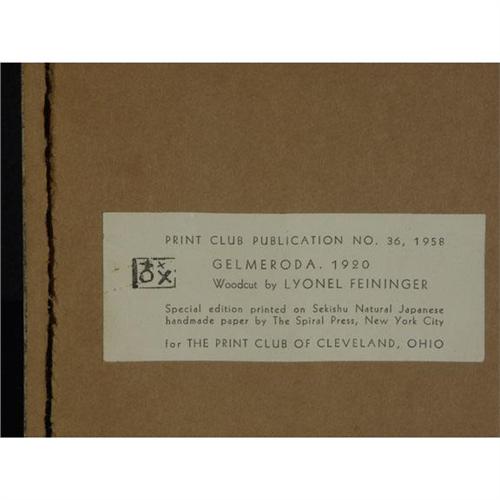 PRINT CLUB PUBLICATION NO. 36, 1958
GELMERODA. 1920
Woodcut by LYONEL FEININGER
Special edition printed on Sekishu Natural Japanese
handmade paper by The Spiral Press, New York City
for THE PRINT CLUB OF CLEVELAND, OHIO